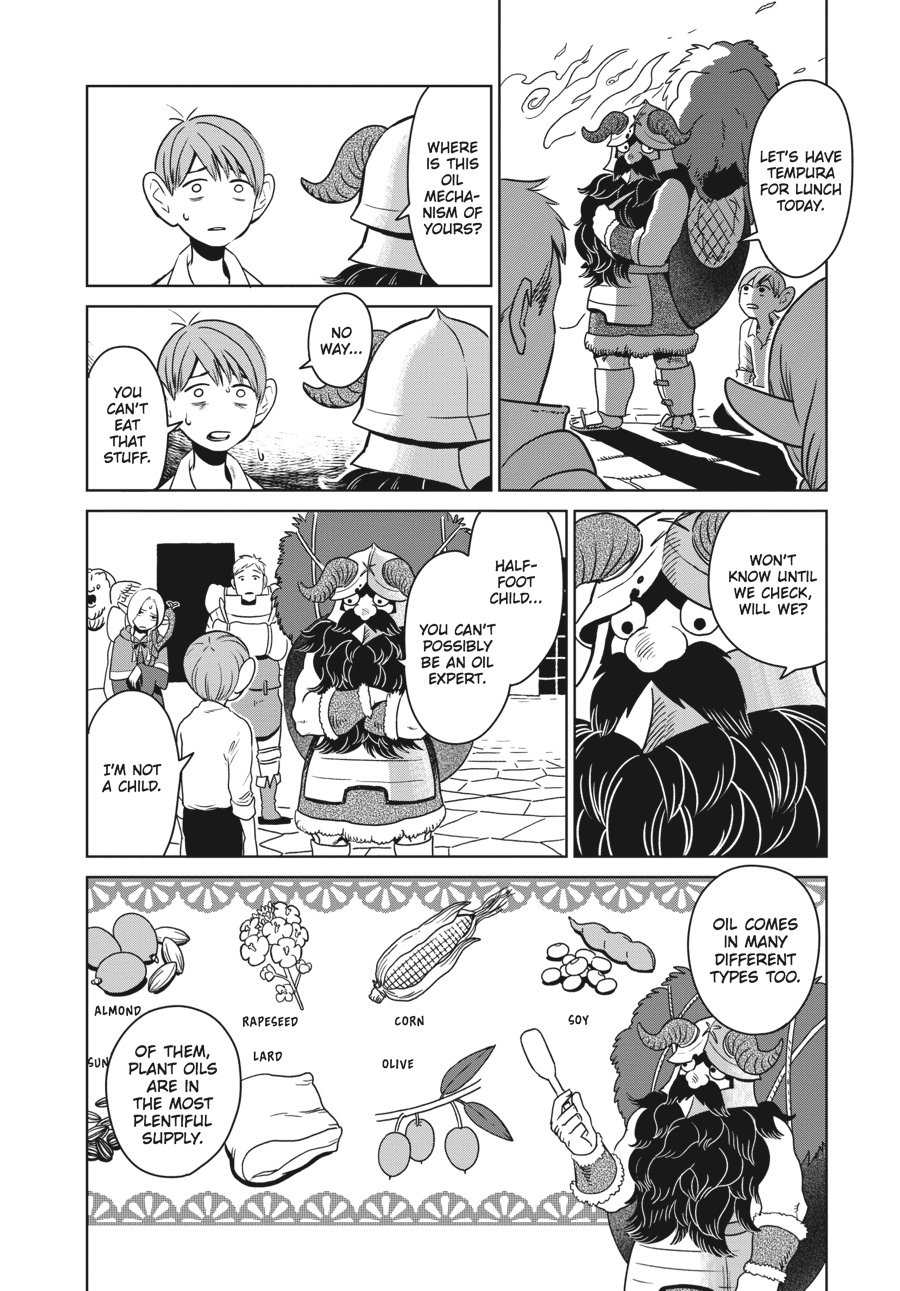 LET'S HAVE
TEMPURA
FOR LUNCH
TODAY.
WHERE
IS THIS
OIL
MECHA-
NISM OF
YOURS?
NO
WAY...
YOU
CAN'T
EAT
THAT
STUFF.
WON'T
KNOW UNTIL
WE CHECK,
WILL WE?
HALF-
FOOT
CHILD...
YOU CAN'T
POSSIBLY
BE AN OIL
EXPERT.
I'M NOT
A CHILD.
OIL COMES
IN MANY
DIFFERENT
TYPES TOO.
SOY
CORN
RAPESEED
ALMOND
OLIVE
LARD
SUN
OF THEM,
PLANT OILS
ARE IN
THE MOST
PLENTIFUL
SUPPLY.